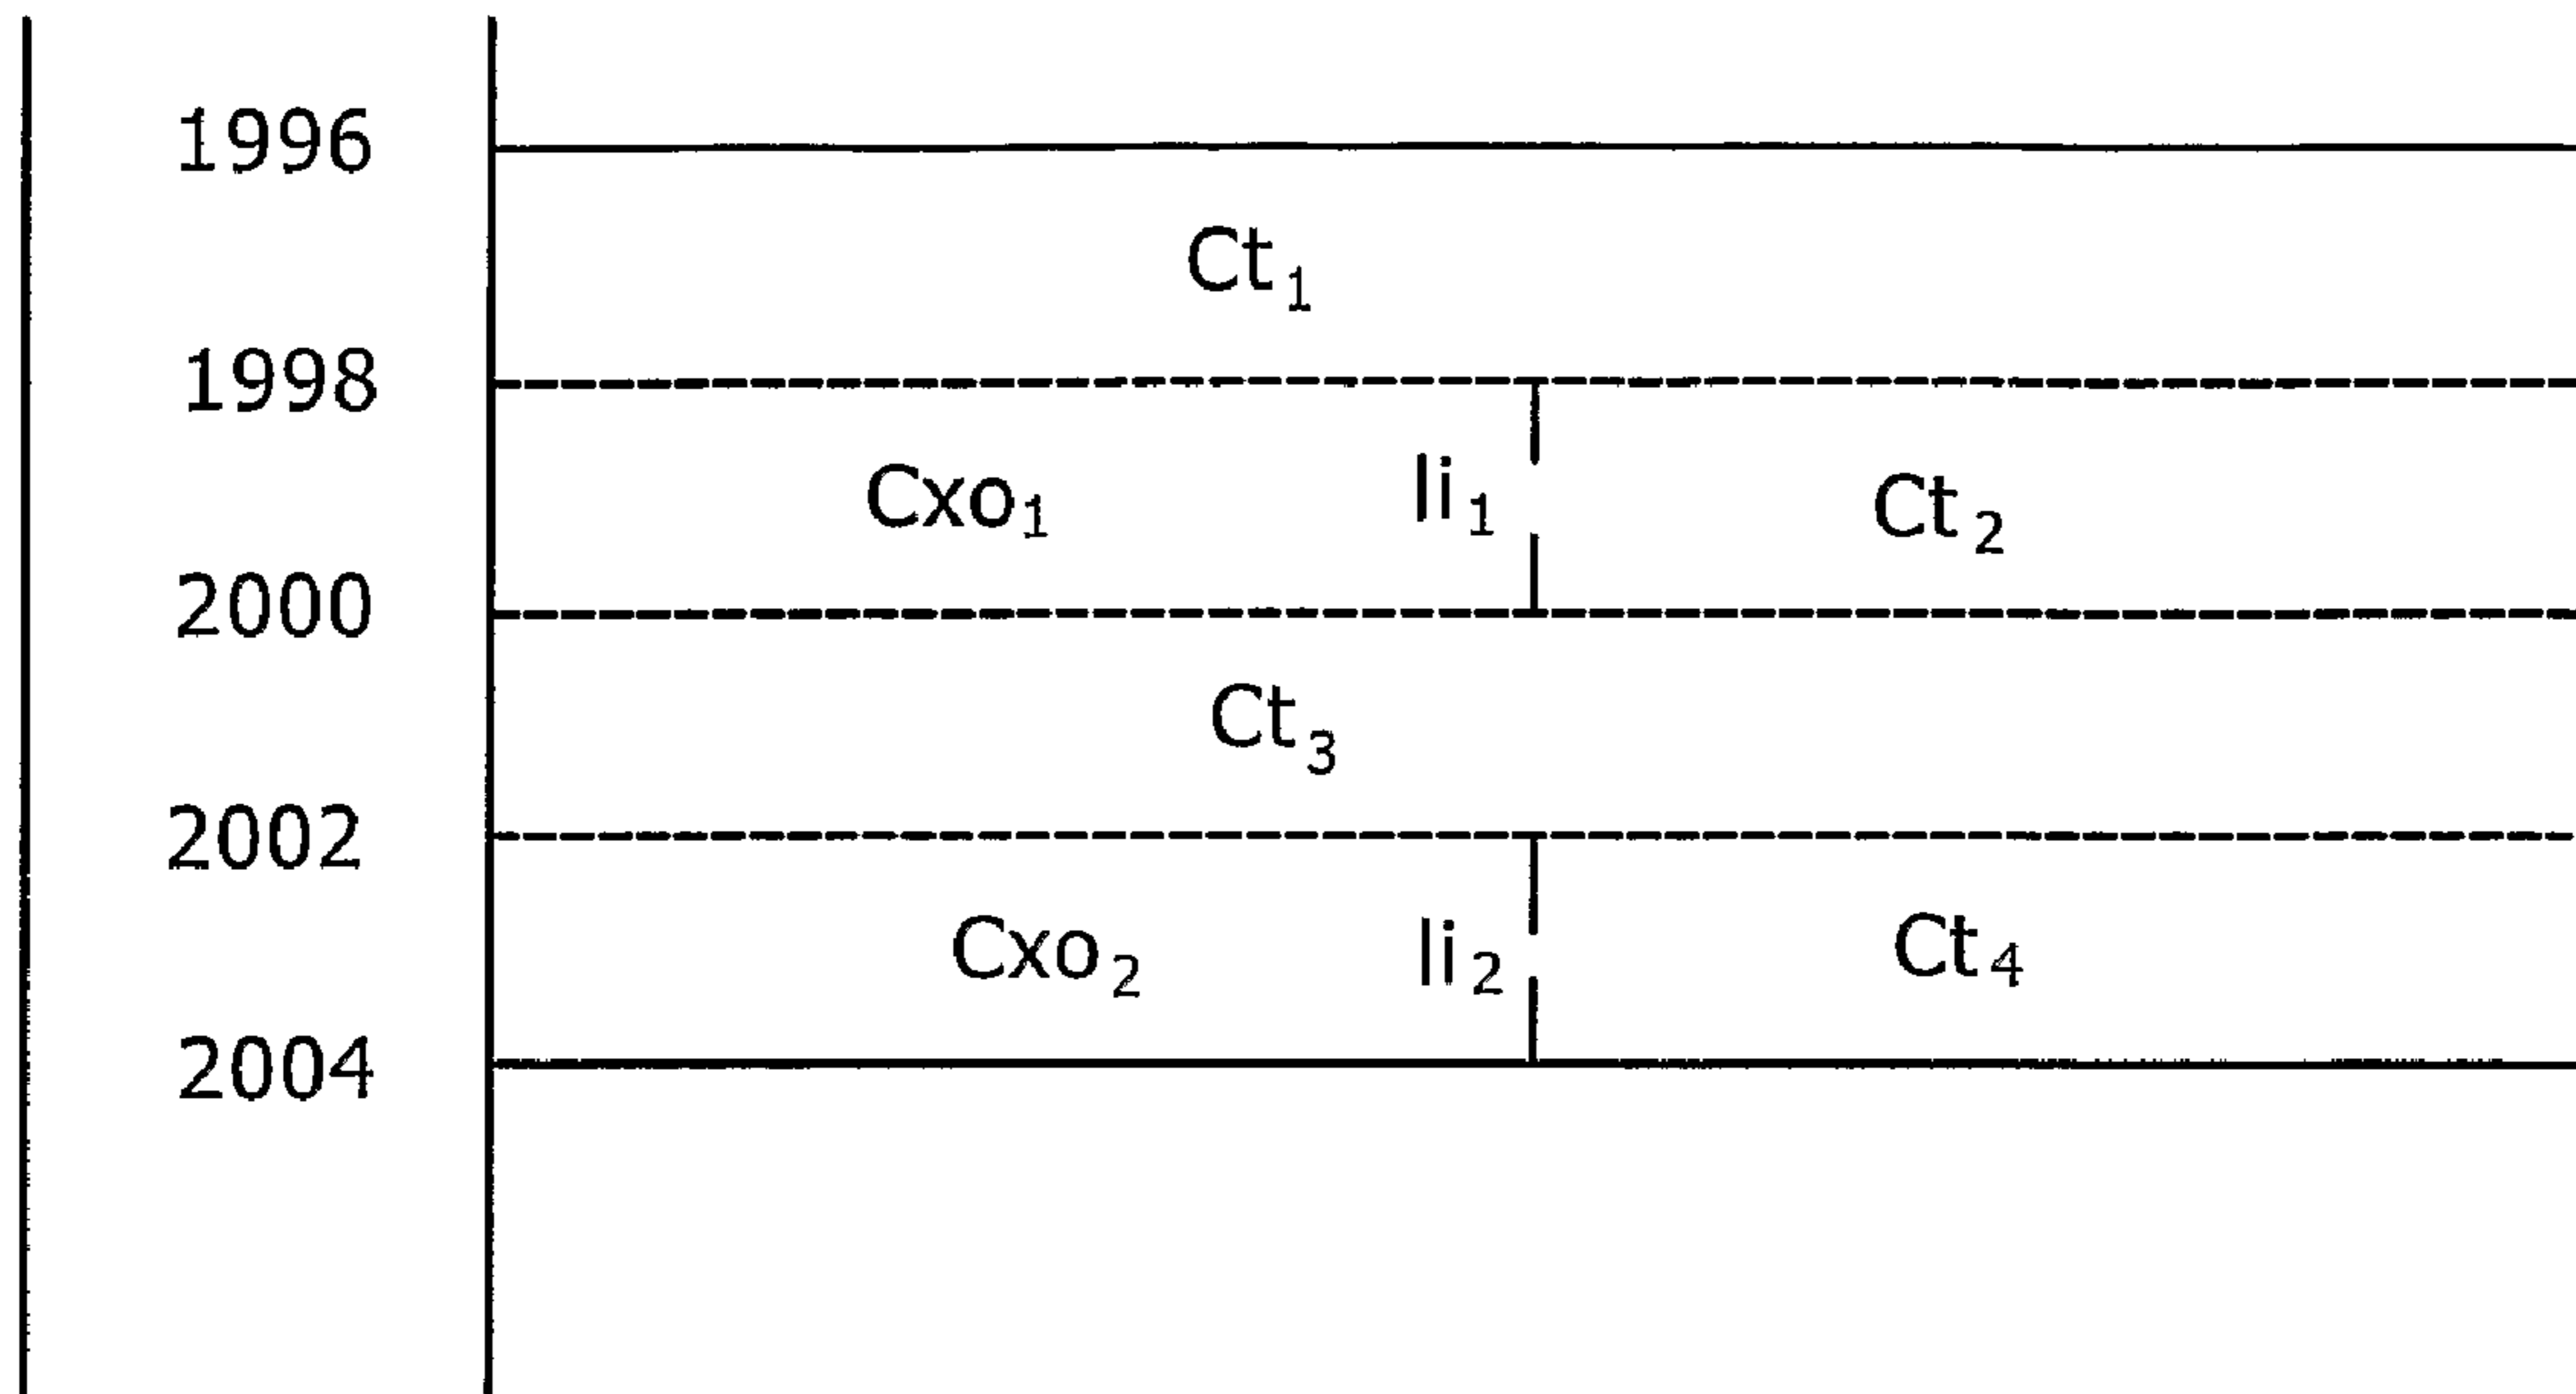 1996
Ct₁
1998
Cxo₁ li₁ Ct₂
2000
Ct₃
2002
Cxo₂ li₂ Ct₄
2004